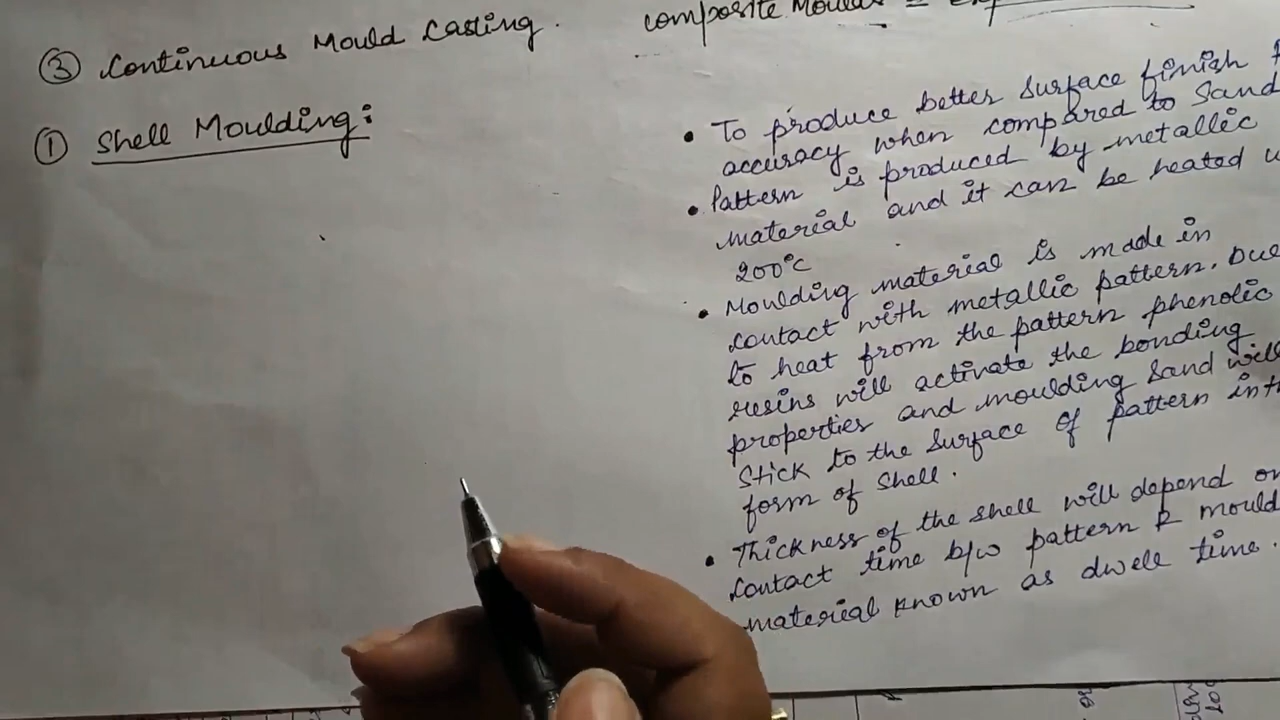 ③ Continuous Mould Casting.
composite Moulds =
① Shell Moulding:
• To produce better surface finish
accuracy when compared to Sand
• Pattern is produced by metallic
material and it can be heated
200°C
• Moulding material is made in
contact with metallic pattern. Due
to heat from the pattern phenolic
resins will activate the bonding
properties and moulding sand will
stick to the surface of pattern in th
form of shell.
• Thickness of the shell will depend on
contact time b/w pattern & mould
material known as dwell time.